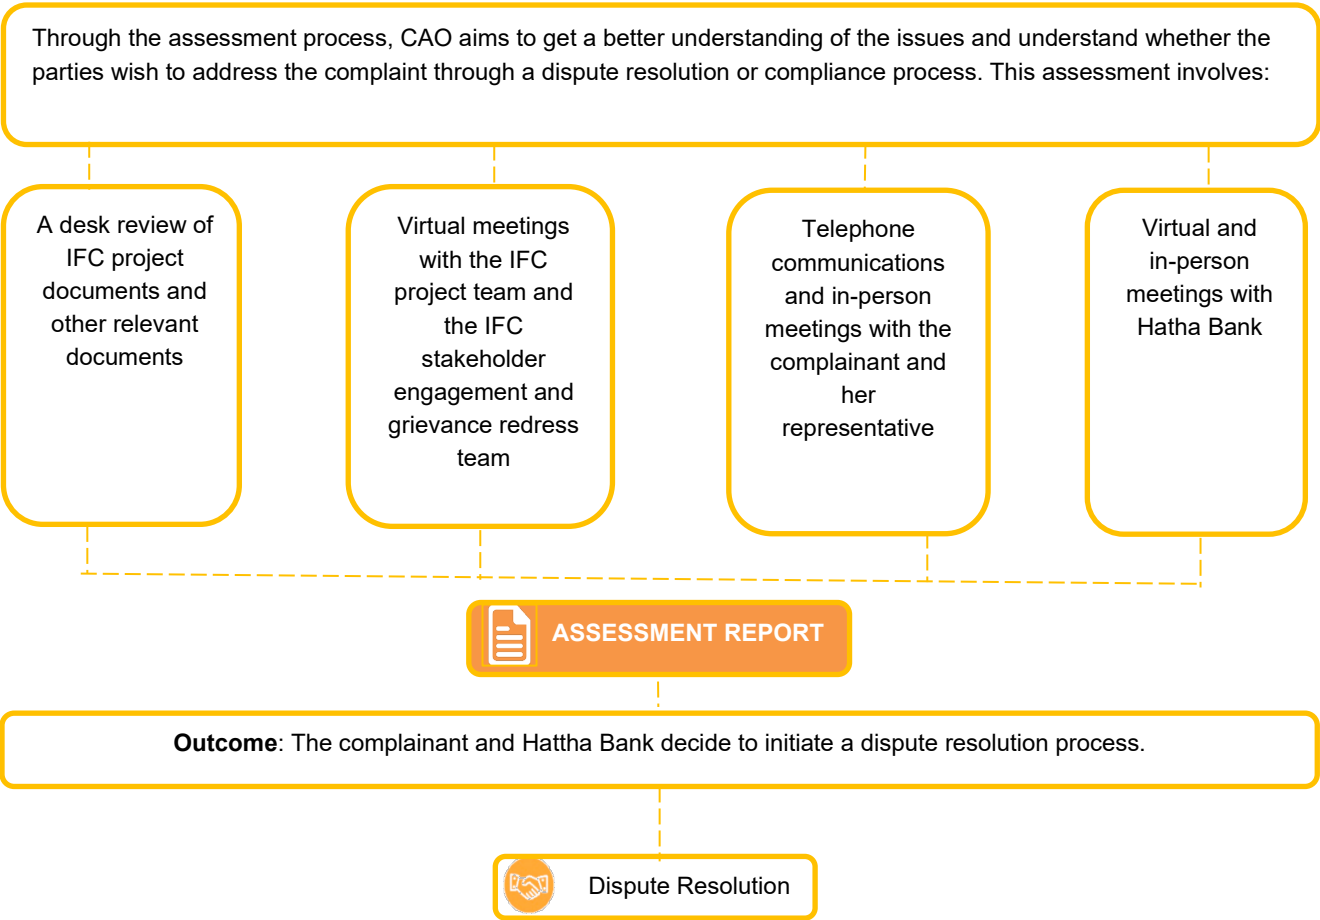 Through the assessment process, CAO aims to get a better understanding of the issues and understand whether the
parties wish to address the complaint through a dispute resolution or compliance process. This assessment involves:
A desk review of
IFC project
documents and
other relevant
documents
Virtual meetings
with the IFC
project team and
the IFC
stakeholder
engagement and
grievance redress
team
Telephone
communications
and in-person
meetings with the
complainant and
her
representative
Virtual and
in-person
meetings with
Hatha Bank
ASSESSMENT REPORT
Outcome: The complainant and Hattha Bank decide to initiate a dispute resolution process.
Dispute Resolution